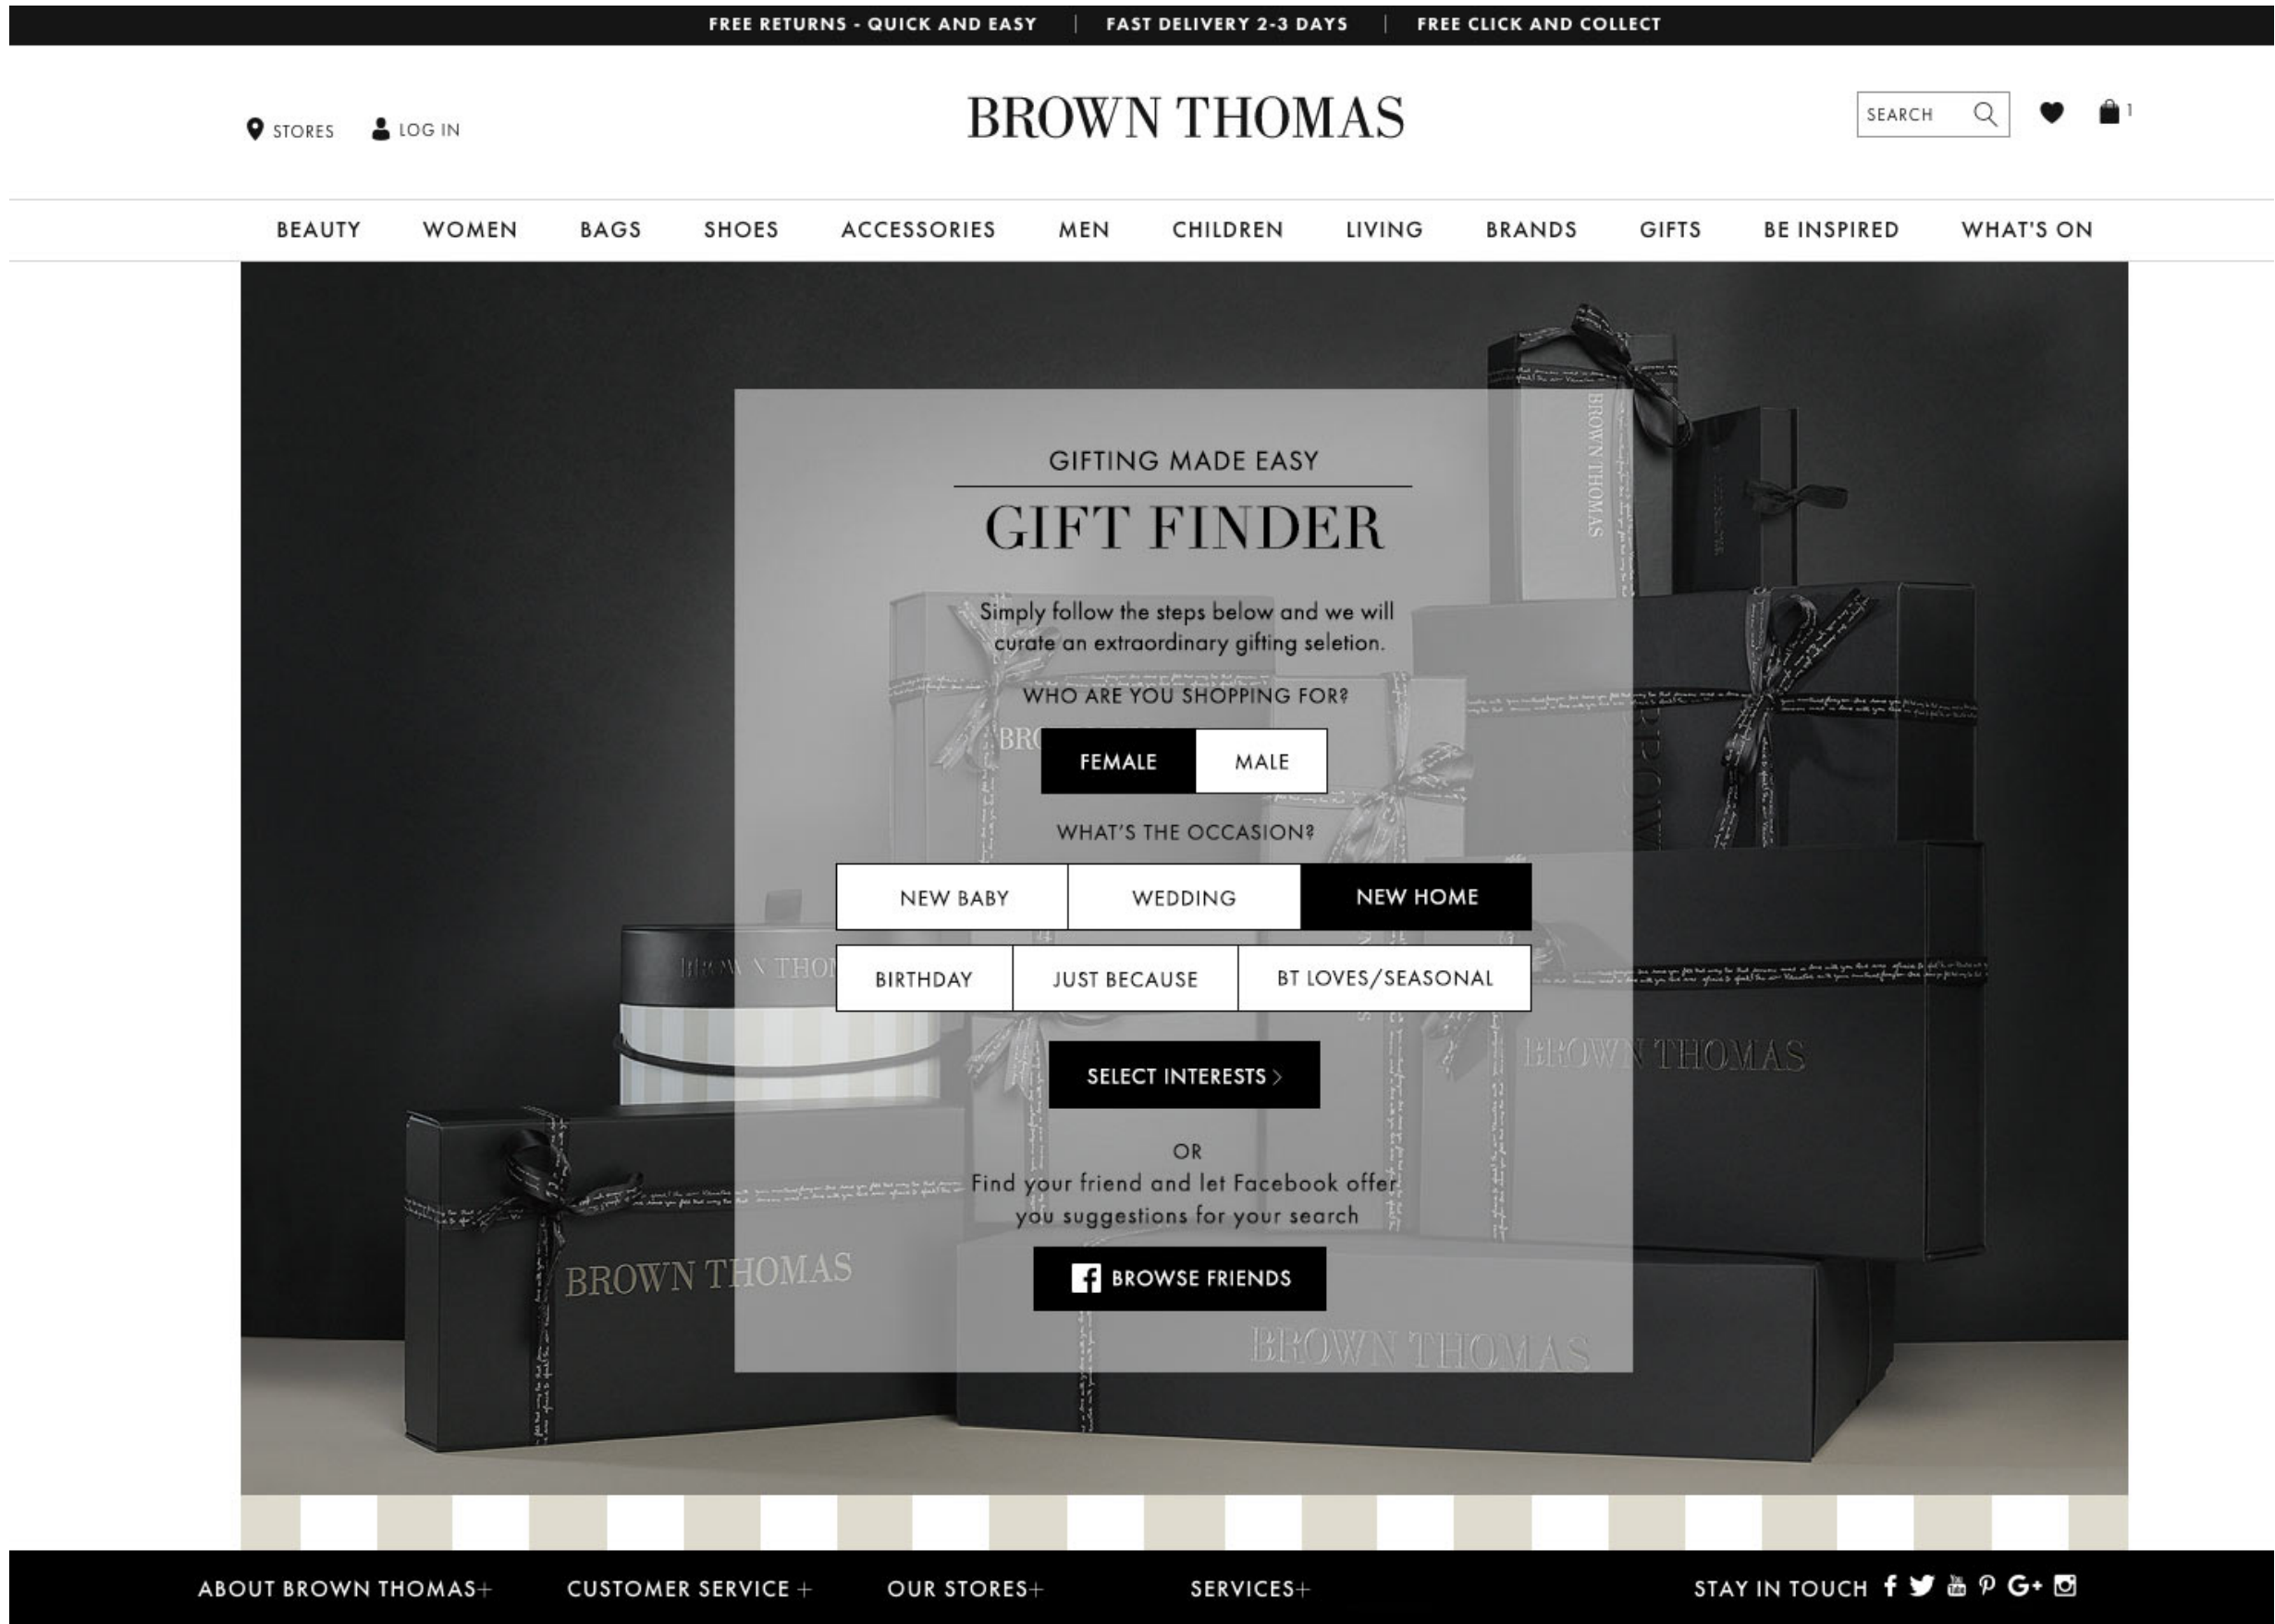 FREE RETURNS - QUICK AND EASY | FAST DELIVERY 2-3 DAYS | FREE CLICK AND COLLECT
STORES LOG IN
BROWN THOMAS
SEARCH 1
BEAUTY WOMEN BAGS SHOES ACCESSORIES MEN CHILDREN LIVING BRANDS GIFTS BE INSPIRED WHAT'S ON
GIFTING MADE EASY
GIFT FINDER
Simply follow the steps below and we will
curate an extraordinary gifting seletion.
WHO ARE YOU SHOPPING FOR?
FEMALE MALE
WHAT'S THE OCCASION?
NEW BABY WEDDING NEW HOME
BIRTHDAY JUST BECAUSE BT LOVES/SEASONAL
SELECT INTERESTS >
OR
Find your friend and let Facebook offer
you suggestions for your search
BROWSE FRIENDS
BROWN THOMAS
BROWN THOMAS
BROWN THOMAS
BROWN THOMAS
ABOUT BROWN THOMAS+ CUSTOMER SERVICE + OUR STORES+ SERVICES+ STAY IN TOUCH